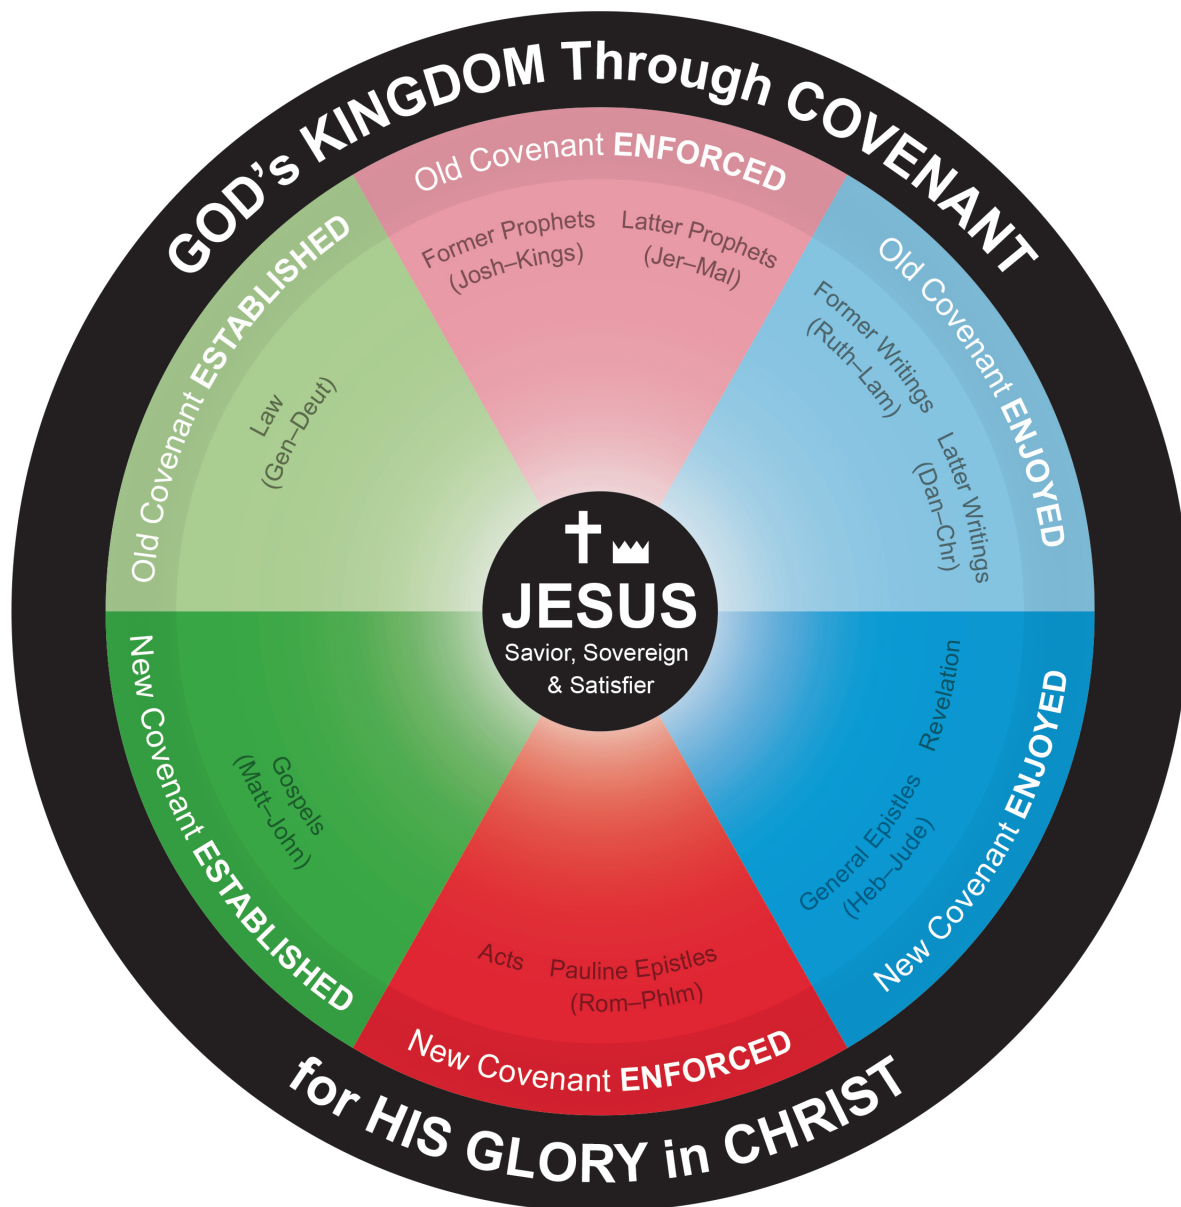 GOD's KINGDOM Through COVENANT
Old Covenant ESTABLISHED
Law
(Gen–Deut)
Old Covenant ENFORCED
Former Prophets
(Josh–Kings)
Latter Prophets
(Jer–Mal)
Old Covenant ENJOYED
Former Writings
(Ruth–Lam)
Latter Writings
(Dan–Chr)
JESUS
Savior, Sovereign
& Satisfier
New Covenant ESTABLISHED
Gospels
(Matt–John)
New Covenant ENFORCED
Acts
Pauline Epistles
(Rom–Phlm)
New Covenant ENJOYED
General Epistles
(Heb–Jude)
Revelation
for HIS GLORY in CHRIST